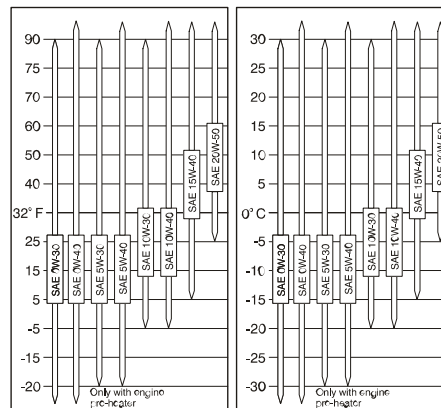 90
75
70
60
50
40
32° F
25
15
5
-5
-15
-20
SAE 0W-30
SAE 0W-40
SAE 5W-30
SAE 5W-40
SAE 10W-30
SAE 10W-40
SAE 15W-40
SAE 20W-50
Only with engine
pre-heater
30
25
20
15
10
5
0° C
-5
-10
-15
-20
-25
-30
SAE 0W-30
SAE 0W-40
SAE 5W-30
SAE 5W-40
SAE 10W-30
SAE 10W-40
SAE 15W-40
SAE 20W-50
Only with engine
pre-heater